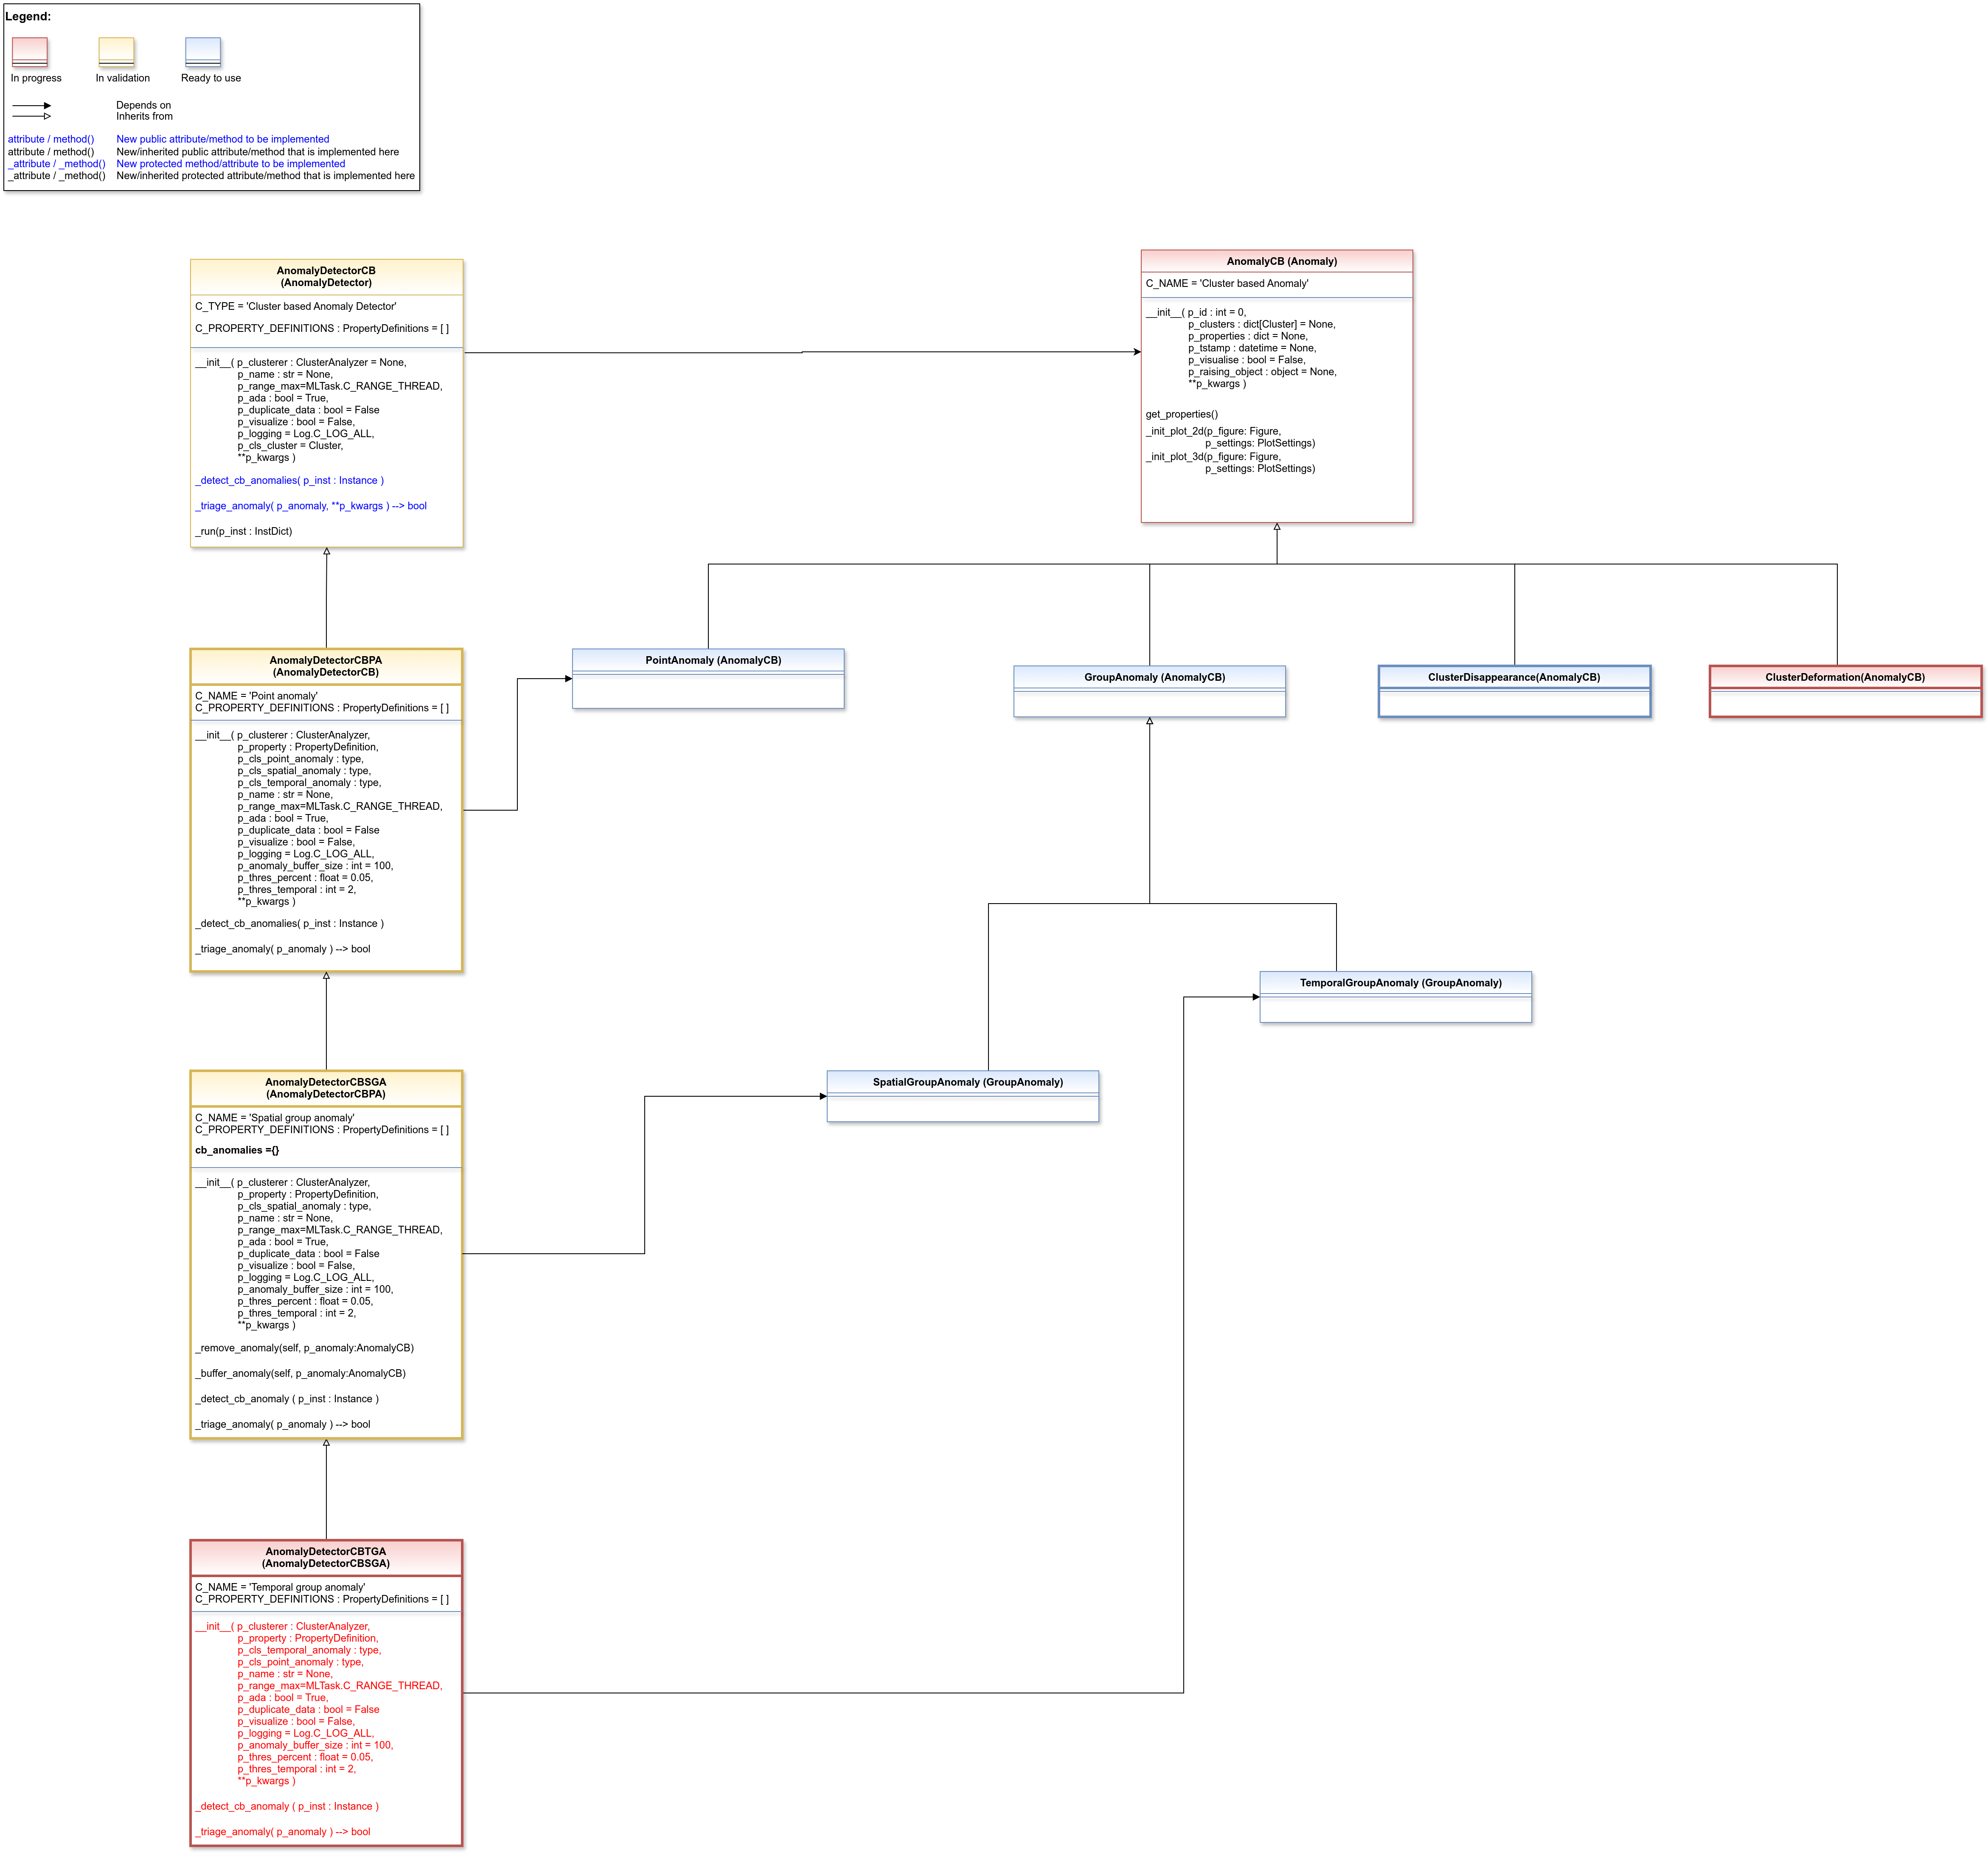 Legend:
In progress
In validation
Ready to use
Depends on
Inherits from
attribute / method() New public attribute/method to be implemented
attribute / method() New/inherited public attribute/method that is implemented here
_attribute / _method() New protected method/attribute to be implemented
_attribute / _method() New/inherited protected attribute/method that is implemented here
AnomalyDetectorCB
(AnomalyDetector)
C_TYPE = 'Cluster based Anomaly Detector'
C_PROPERTY_DEFINITIONS : PropertyDefinitions = [ ]
__init__( p_clusterer : ClusterAnalyzer = None,
p_name : str = None,
p_range_max=MLTask.C_RANGE_THREAD,
p_ada : bool = True,
p_duplicate_data : bool = False
p_visualize : bool = False,
p_logging = Log.C_LOG_ALL,
p_cls_cluster = Cluster,
**p_kwargs )
_detect_cb_anomalies( p_inst : Instance )
_triage_anomaly( p_anomaly, **p_kwargs ) --> bool
_run(p_inst : InstDict)
AnomalyCB (Anomaly)
C_NAME = 'Cluster based Anomaly'
__init__( p_id : int = 0,
p_clusters : dict[Cluster] = None,
p_properties : dict = None,
p_tstamp : datetime = None,
p_visualise : bool = False,
p_raising_object : object = None,
**p_kwargs )
get_properties()
_init_plot_2d(p_figure: Figure,
p_settings: PlotSettings)
_init_plot_3d(p_figure: Figure,
p_settings: PlotSettings)
AnomalyDetectorCBPA
(AnomalyDetectorCB)
C_NAME = 'Point anomaly'
C_PROPERTY_DEFINITIONS : PropertyDefinitions = [ ]
__init__( p_clusterer : ClusterAnalyzer,
p_property : PropertyDefinition,
p_cls_point_anomaly : type,
p_cls_spatial_anomaly : type,
p_cls_temporal_anomaly : type,
p_name : str = None,
p_range_max=MLTask.C_RANGE_THREAD,
p_ada : bool = True,
p_duplicate_data : bool = False
p_visualize : bool = False,
p_logging = Log.C_LOG_ALL,
p_anomaly_buffer_size : int = 100,
p_thres_percent : float = 0.05,
p_thres_temporal : int = 2,
**p_kwargs )
_detect_cb_anomalies( p_inst : Instance )
_triage_anomaly( p_anomaly ) --> bool
PointAnomaly (AnomalyCB)
GroupAnomaly (AnomalyCB)
ClusterDisappearance(AnomalyCB)
ClusterDeformation(AnomalyCB)
TemporalGroupAnomaly (GroupAnomaly)
SpatialGroupAnomaly (GroupAnomaly)
AnomalyDetectorCBSGA
(AnomalyDetectorCBPA)
C_NAME = 'Spatial group anomaly'
C_PROPERTY_DEFINITIONS : PropertyDefinitions = [ ]
cb_anomalies ={}
__init__( p_clusterer : ClusterAnalyzer,
p_property : PropertyDefinition,
p_cls_spatial_anomaly : type,
p_name : str = None,
p_range_max=MLTask.C_RANGE_THREAD,
p_ada : bool = True,
p_duplicate_data : bool = False
p_visualize : bool = False,
p_logging = Log.C_LOG_ALL,
p_anomaly_buffer_size : int = 100,
p_thres_percent : float = 0.05,
p_thres_temporal : int = 2,
**p_kwargs )
_remove_anomaly(self, p_anomaly:AnomalyCB)
_buffer_anomaly(self, p_anomaly:AnomalyCB)
_detect_cb_anomaly ( p_inst : Instance )
_triage_anomaly( p_anomaly ) --> bool
AnomalyDetectorCBTGA
(AnomalyDetectorCBSGA)
C_NAME = 'Temporal group anomaly'
C_PROPERTY_DEFINITIONS : PropertyDefinitions = [ ]
__init__( p_clusterer : ClusterAnalyzer,
p_property : PropertyDefinition,
p_cls_temporal_anomaly : type,
p_cls_point_anomaly : type,
p_name : str = None,
p_range_max=MLTask.C_RANGE_THREAD,
p_ada : bool = True,
p_duplicate_data : bool = False
p_visualize : bool = False,
p_logging = Log.C_LOG_ALL,
p_anomaly_buffer_size : int = 100,
p_thres_percent : float = 0.05,
p_thres_temporal : int = 2,
**p_kwargs )
_detect_cb_anomaly ( p_inst : Instance )
_triage_anomaly( p_anomaly ) --> bool